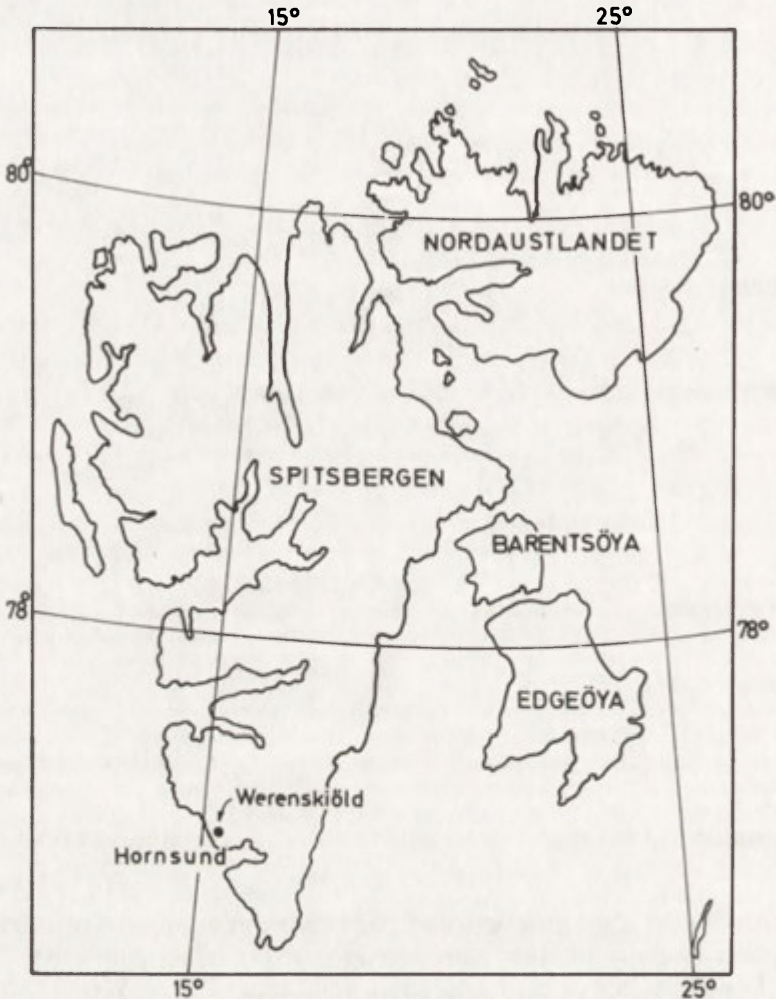 15° 25°
80° 80°
NORDAUSTLANDET
SPITSBERGEN
BARENTSÖYA
78° 78°
EDGEÖYA
Werenskiöld
Hornsund
15° 25°